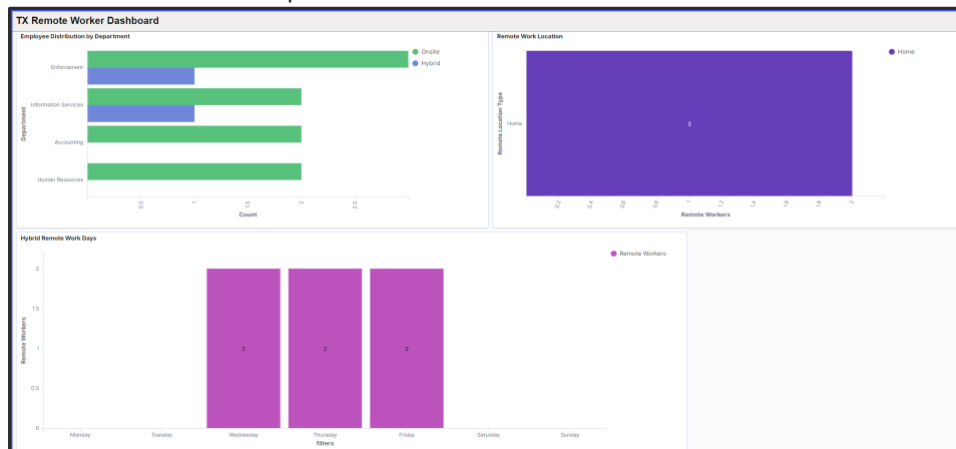 TX Remote Worker Dashboard
Employee Distribution by Department
Onsite
Hybrid
Department
Enforcement
Information Services
Accounting
Human Resources
0.5
1
1.5
2
2.5
Count
Remote Work Location
Home
Remote Location Type
Home
2
0.2
0.4
0.6
0.8
1
1.2
1.4
1.6
1.8
2
Remote Workers
Hybrid Remote Work Days
Remote Workers
Remote Workers
2
1.5
1
0.5
0
2
2
2
Monday
Tuesday
Wednesday
Thursday
Friday
Saturday
Sunday
filters